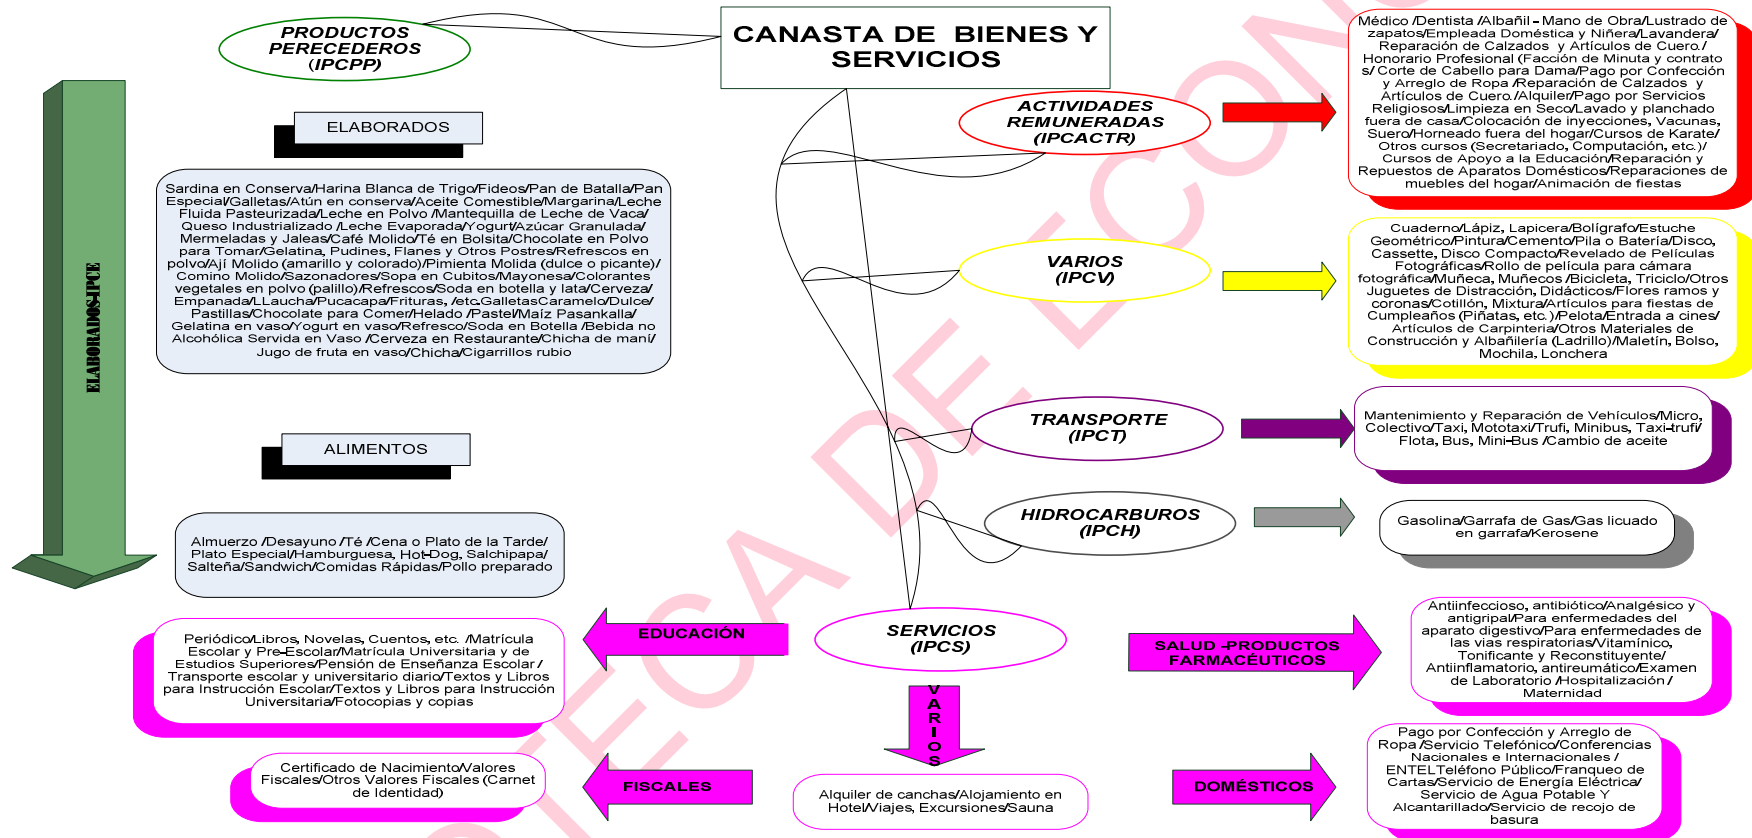 PRODUCTOS
PERECEDEROS
(IPCPP)
CANASTA DE BIENES Y
SERVICIOS
ELABORADOS-IPCE
ELABORADOS
Sardina en Conserva/Harina Blanca de Trigo/Fideos/Pan de Batalla/Pan
Especial/Galletas/Atún en conserva/Aceite Comestible/Margarina/Leche
Fluida Pasteurizada/Leche en Polvo /Mantequilla de Leche de Vaca/
Queso Industrializado /Leche Evaporada/Yogurt/Azúcar Granulada/
Mermeladas y Jaleas/Café Molido/Té en Bolsita/Chocolate en Polvo
para Tomar/Gelatina, Pudines, Flanes y Otros Postres/Refrescos en
polvo/Ají Molido (amarillo y colorado)/Pimienta Molida (dulce o picante)/
Comino Molido/Sazonadores/Sopa en Cubitos/Mayonesa/Colorantes
vegetales en polvo (palillo)/Refrescos/Soda en botella y lata/Cerveza/
Empanada/LLaucha/Pucacapa/Frituras, /etc.GalletasCaramelo/Dulce/
Pastillas/Chocolate para Comer/Helado /Pastel/Maíz Pasankalla/
Gelatina en vaso/Yogurt en vaso/Refresco/Soda en Botella /Bebida no
Alcohólica Servida en Vaso /Cerveza en Restaurante/Chicha de maní/
Jugo de fruta en vaso/Chicha/Cigarrillos rubio
ALIMENTOS
Almuerzo /Desayuno /Té /Cena o Plato de la Tarde/
Plato Especial/Hamburguesa, Hot-Dog, Salchipapa/
Salteña/Sandwich/Comidas Rápidas/Pollo preparado
ACTIVIDADES
REMUNERADAS
(IPCACTR)
Médico /Dentista /Albañil - Mano de Obra/Lustrado de
zapatos/Empleada Doméstica y Niñera/Lavandera/
Reparación de Calzados y Artículos de Cuero./
Honorario Profesional (Facción de Minuta y contrato
s/ Corte de Cabello para Dama/Pago por Confección
y Arreglo de Ropa /Reparación de Calzados y
Artículos de Cuero./Alquiler/Pago por Servicios
Religiosos/Limpieza en Seco/Lavado y planchado
fuera de casa/Colocación de inyecciones, Vacunas,
Suero/Horneado fuera del hogar/Cursos de Karate/
Otros cursos (Secretariado, Computación, etc.)/
Cursos de Apoyo a la Educación/Reparación y
Repuestos de Aparatos Domésticos/Reparaciones de
muebles del hogar/Animación de fiestas
VARIOS
(IPCV)
Cuaderno/Lápiz, Lapicera/Bolígrafo/Estuche
Geométrico/Pintura/Cemento/Pila o Batería/Disco,
Cassette, Disco Compacto/Revelado de Películas
Fotográficas/Rollo de película para cámara
fotográfica/Muñeca, Muñecos /Bicicleta, Triciclo/Otros
Juguetes de Distracción, Didácticos/Flores ramos y
coronas/Cotillón, Mixtura/Artículos para fiestas de
Cumpleaños (Piñatas, etc.)/Pelota/Entrada a cines/
Artículos de Carpintería/Otros Materiales de
Construcción y Albañilería (Ladrillo)/Maletín, Bolso,
Mochila, Lonchera
TRANSPORTE
(IPCT)
Mantenimiento y Reparación de Vehículos/Micro,
Colectivo/Taxi, Mototaxi/Trufi, Minibus, Taxi-trufi/
Flota, Bus, Mini-Bus /Cambio de aceite
HIDROCARBUROS
(IPCH)
Gasolina/Garrafa de Gas/Gas licuado
en garrafa/Kerosene
SERVICIOS
(IPCS)
EDUCACIÓN
Periódico/Libros, Novelas, Cuentos, etc. /Matrícula
Escolar y Pre-Escolar/Matrícula Universitaria y de
Estudios Superiores/Pensión de Enseñanza Escolar /
Transporte escolar y universitario diario/Textos y Libros
para Instrucción Escolar/Textos y Libros para Instrucción
Universitaria/Fotocopias y copias
SALUD -PRODUCTOS
FARMACÉUTICOS
Antiinfeccioso, antibiótico/Analgésico y
antigripal/Para enfermedades del
aparato digestivo/Para enfermedades de
las vias respiratorias/Vitamínico,
Tonificante y Reconstituyente/
Antiinflamatorio, antireumático/Examen
de Laboratorio /Hospitalización /
Maternidad
VARIOS
Alquiler de canchas/Alojamiento en
Hotel/Viajes, Excursiones/Sauna
FISCALES
Certificado de Nacimiento/Valores
Fiscales/Otros Valores Fiscales (Carnet
de Identidad)
DOMÉSTICOS
Pago por Confección y Arreglo de
Ropa /Servicio Telefónico/Conferencias
Nacionales e Internacionales /
ENTELTeléfono Público/Franqueo de
Cartas/Servicio de Energía Eléctrica/
Servicio de Agua Potable Y
Alcantarillado/Servicio de recojo de
basura